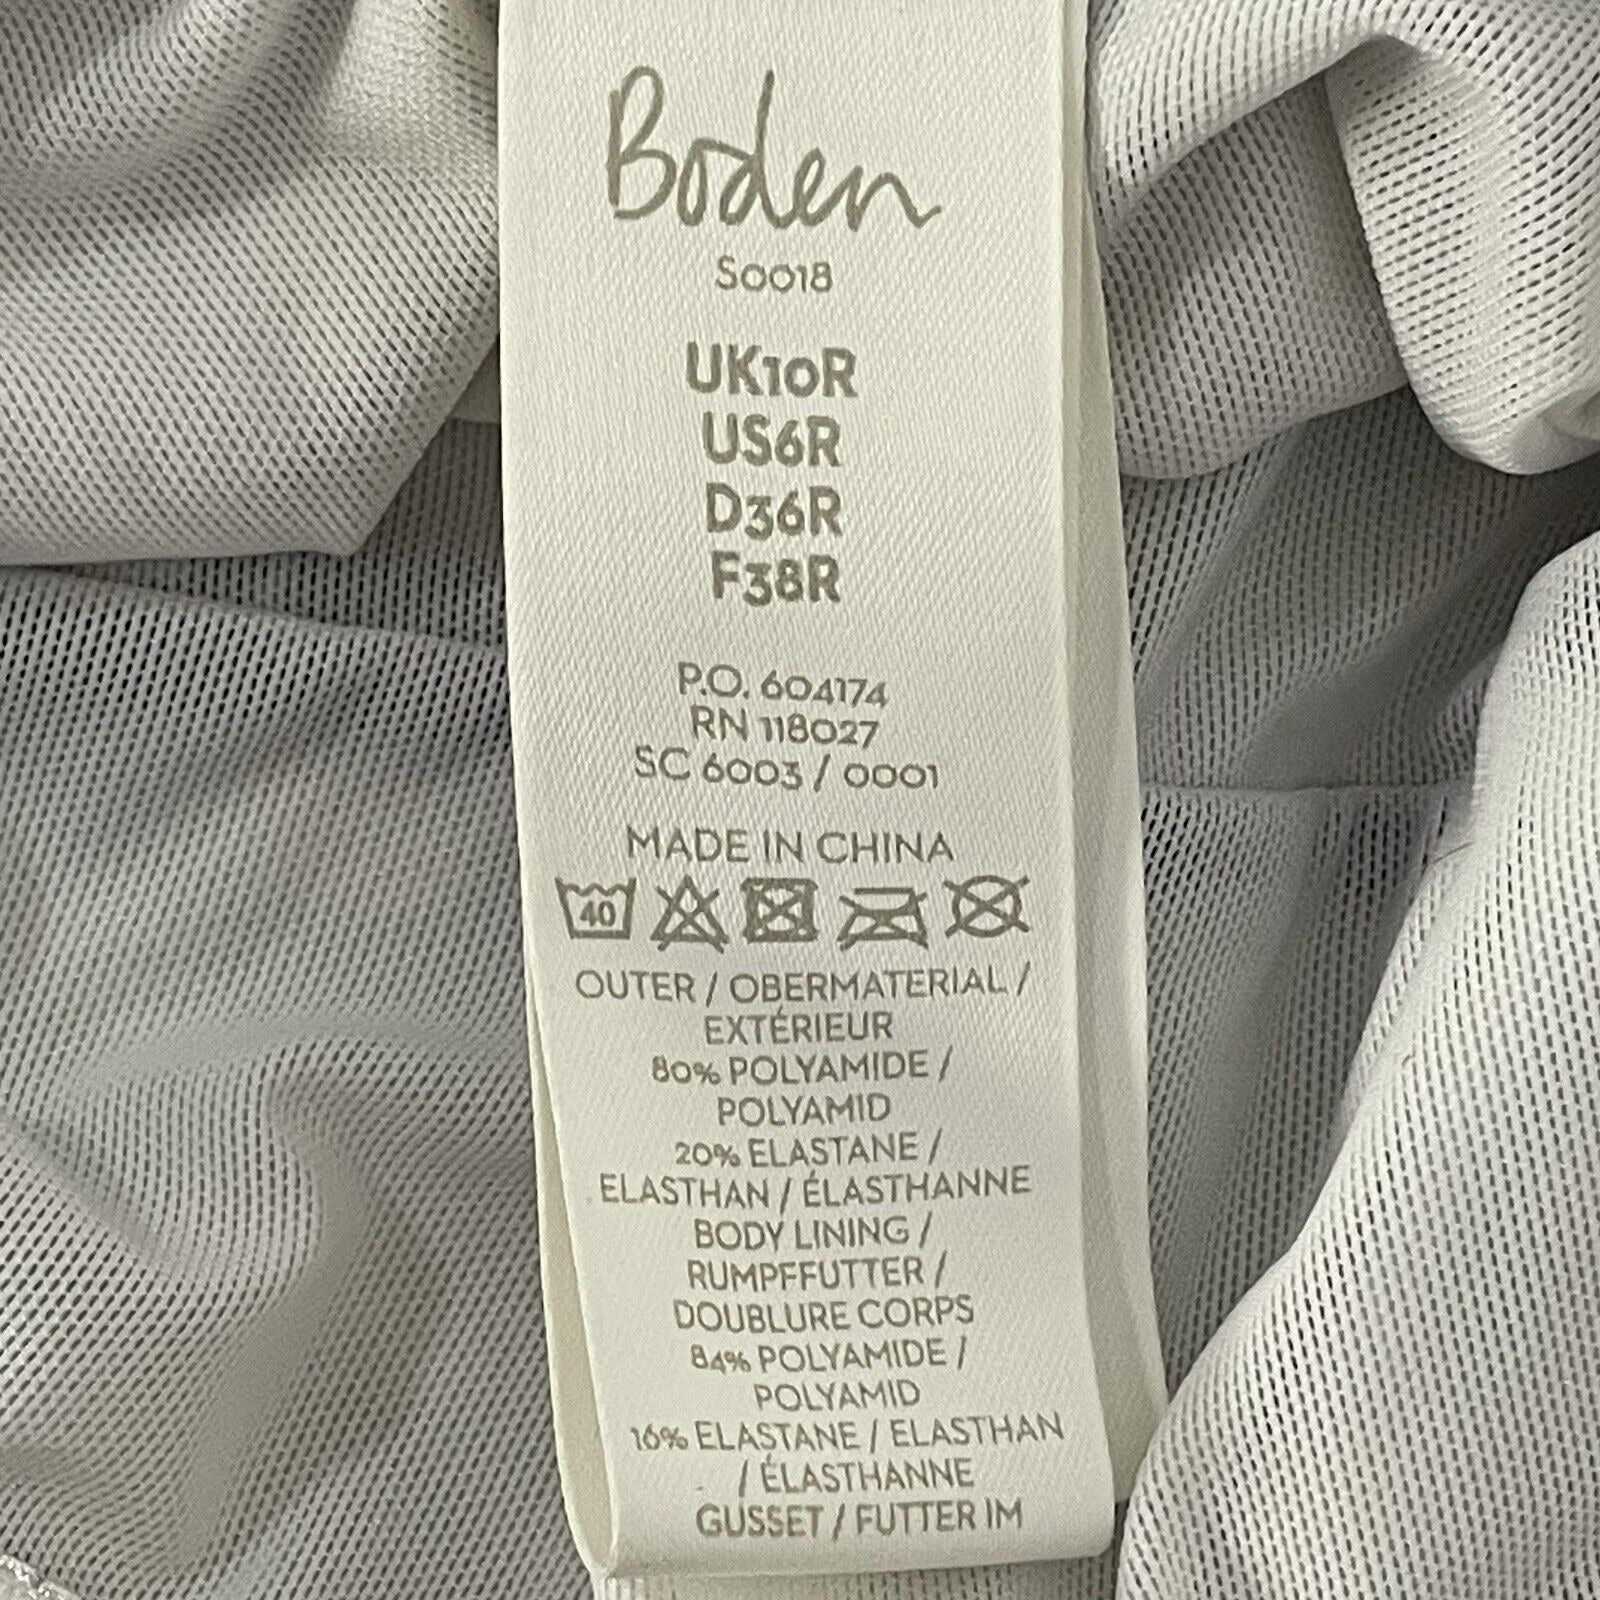 Boden
S0018
UK10R
US6R
D36R
F38R
P.O. 604174
RN 118027
SC 6003 / 0001
MADE IN CHINA
40
OUTER / OBERMATERIAL /
EXTÉRIEUR
80% POLYAMIDE /
POLYAMID
20% ELASTANE /
ELASTHAN / ÉLASTHANNE
BODY LINING /
RUMPFFUTTER /
DOUBLURE CORPS
84% POLYAMIDE /
POLYAMID
16% ELASTANE / ELASTHAN
/ ÉLASTHANNE
GUSSET / FUTTER IM